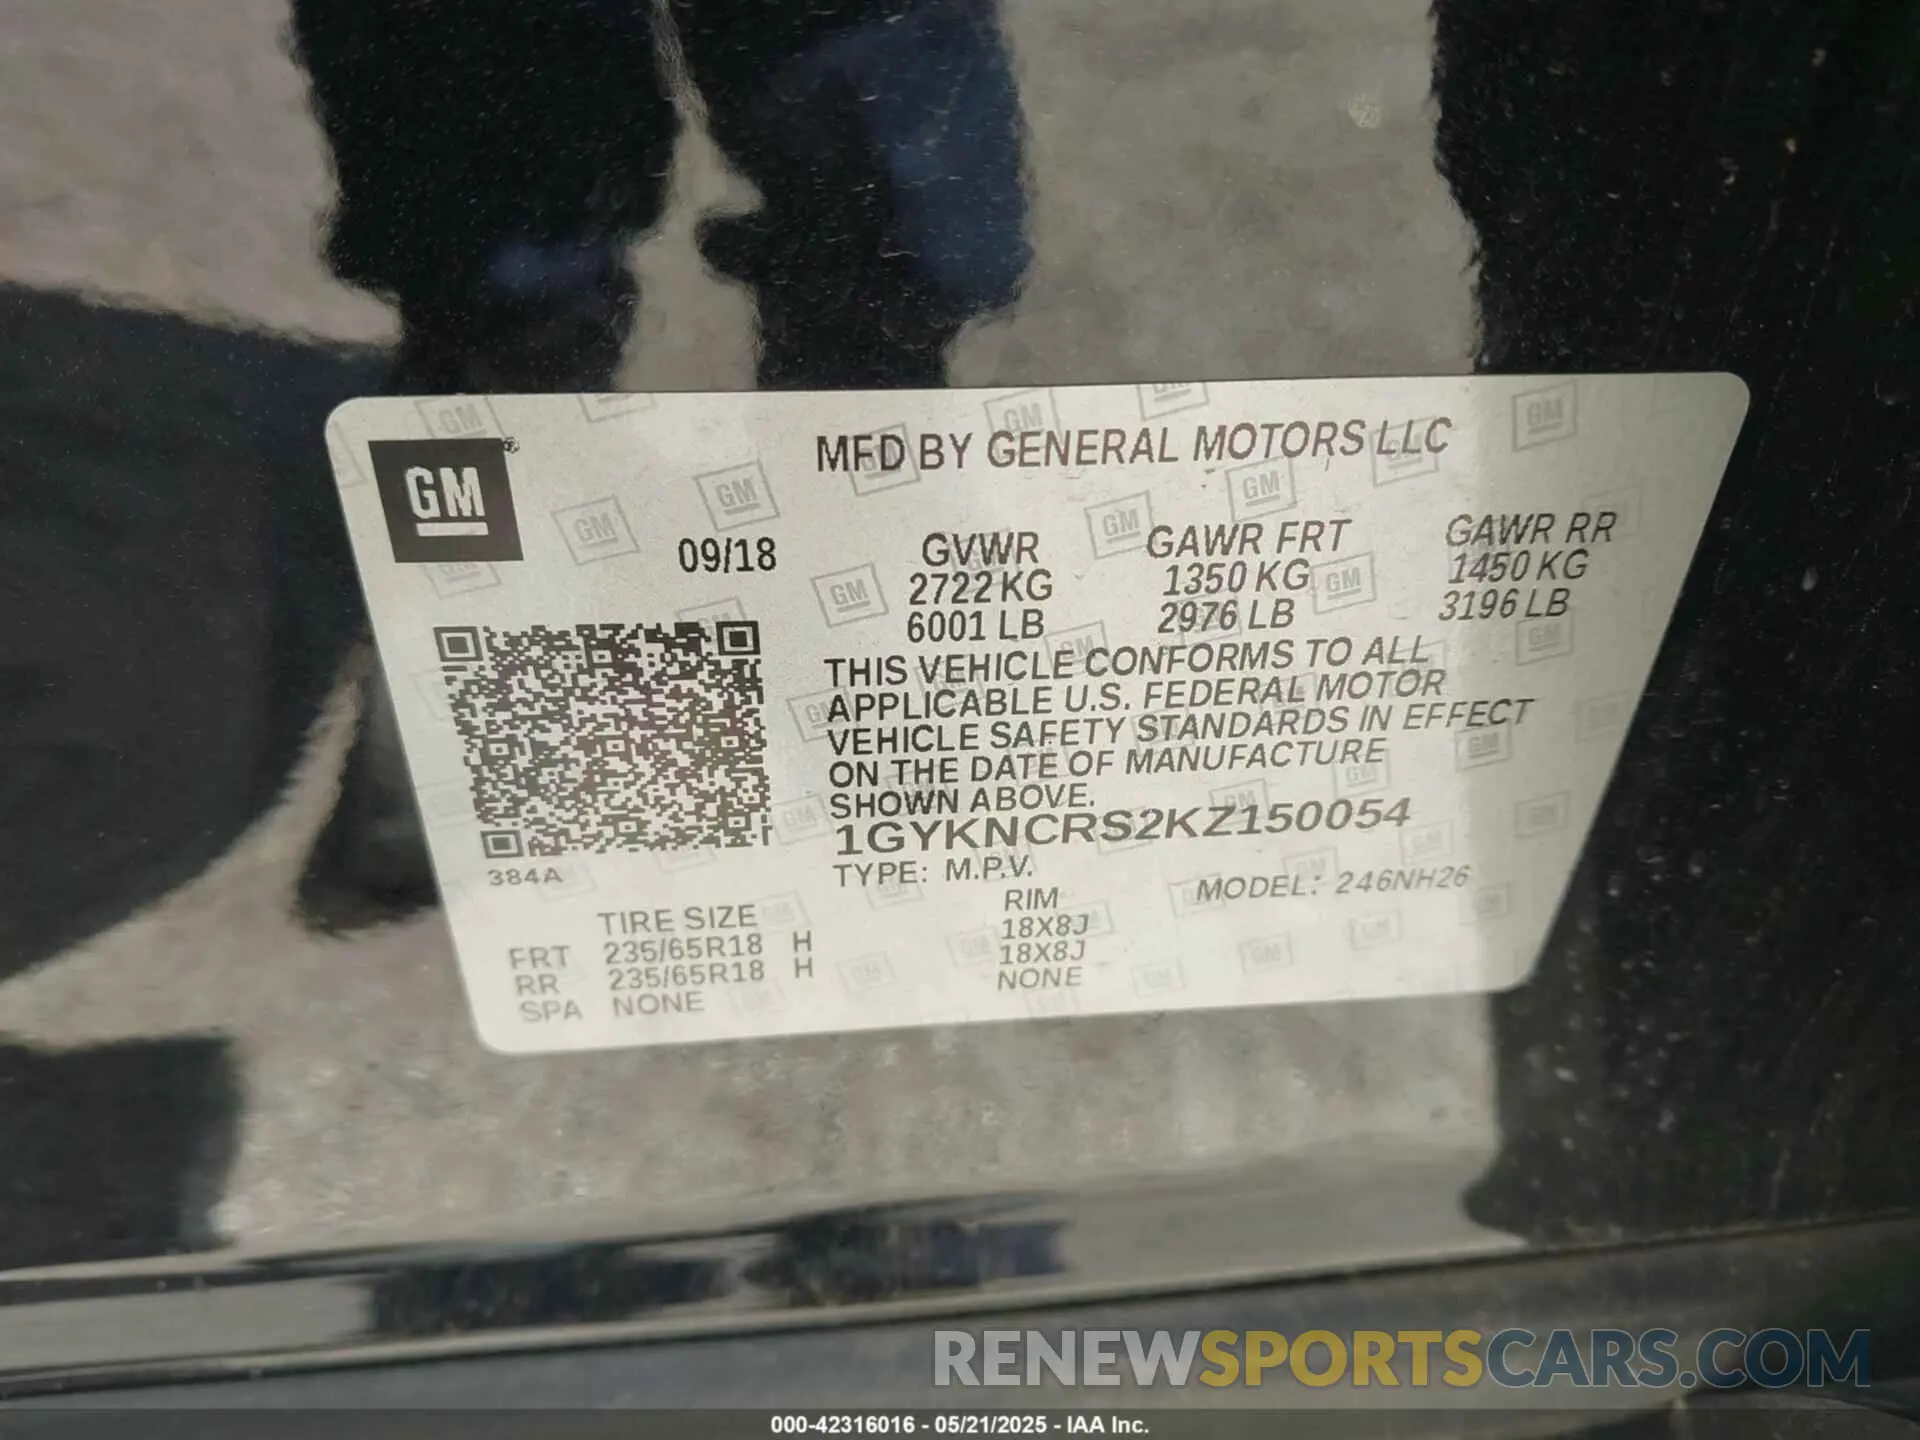 GM
MFD BY GENERAL MOTORS LLC
09/18
GVWR GAWR FRT GAWR RR
2722 KG 1350 KG 1450 KG
6001 LB 2976 LB 3196 LB
THIS VEHICLE CONFORMS TO ALL
APPLICABLE U.S. FEDERAL MOTOR
VEHICLE SAFETY STANDARDS IN EFFECT
ON THE DATE OF MANUFACTURE
SHOWN ABOVE.
1GYKNCRS2KZ150054
TYPE: M.P.V. MODEL: 246NH26
384A
TIRE SIZE RIM
FRT 235/65R18 H 18X8J
RR 235/65R18 H 18X8J
SPA NONE NONE
RENEWSPORTSCARS.COM
000-42316016 - 05/21/2025 - IAA Inc.